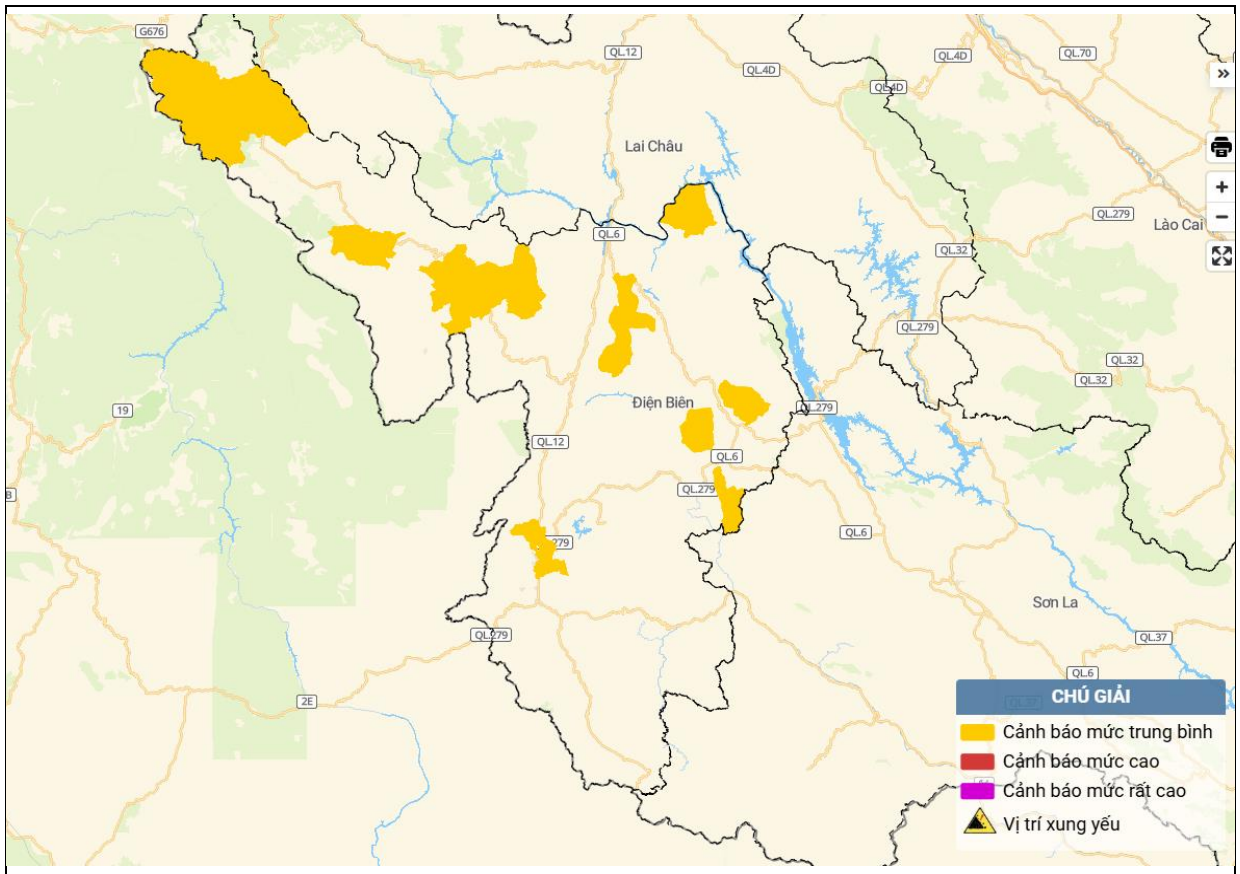 G676
QL.12
QL.4D
QL.4D
QL.70
QL.4D
»
Lai Châu
+
QL.279
−
Lào Cai
QL.6
QL.32
QL.279
QL.32
QL.32
19
Điện Biên
QL.279
QL.12
QL.6
QL.279
QL.6
279
Sơn La
QL.279
QL.37
QL.6
2E
QL.37
CHÚ GIẢI
Cảnh báo mức trung bình
Cảnh báo mức cao
Cảnh báo mức rất cao
Vị trí xung yếu